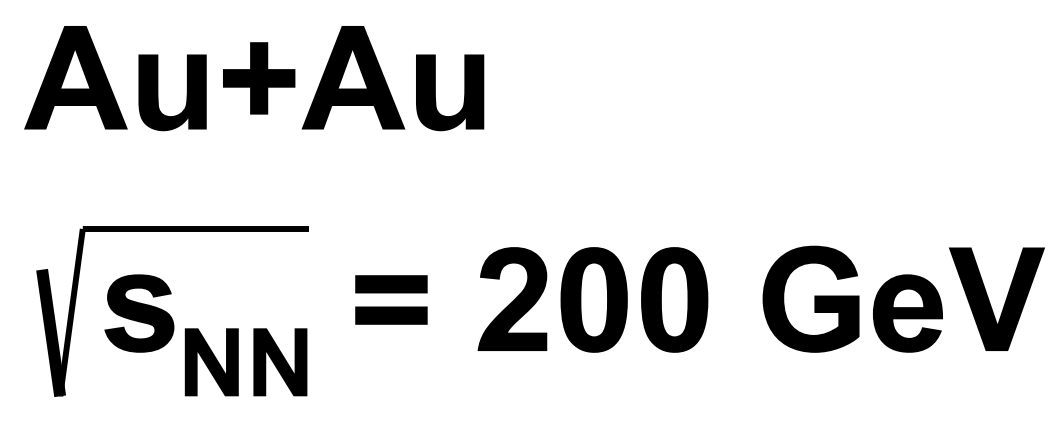 Au+Au
√sNN = 200 GeV